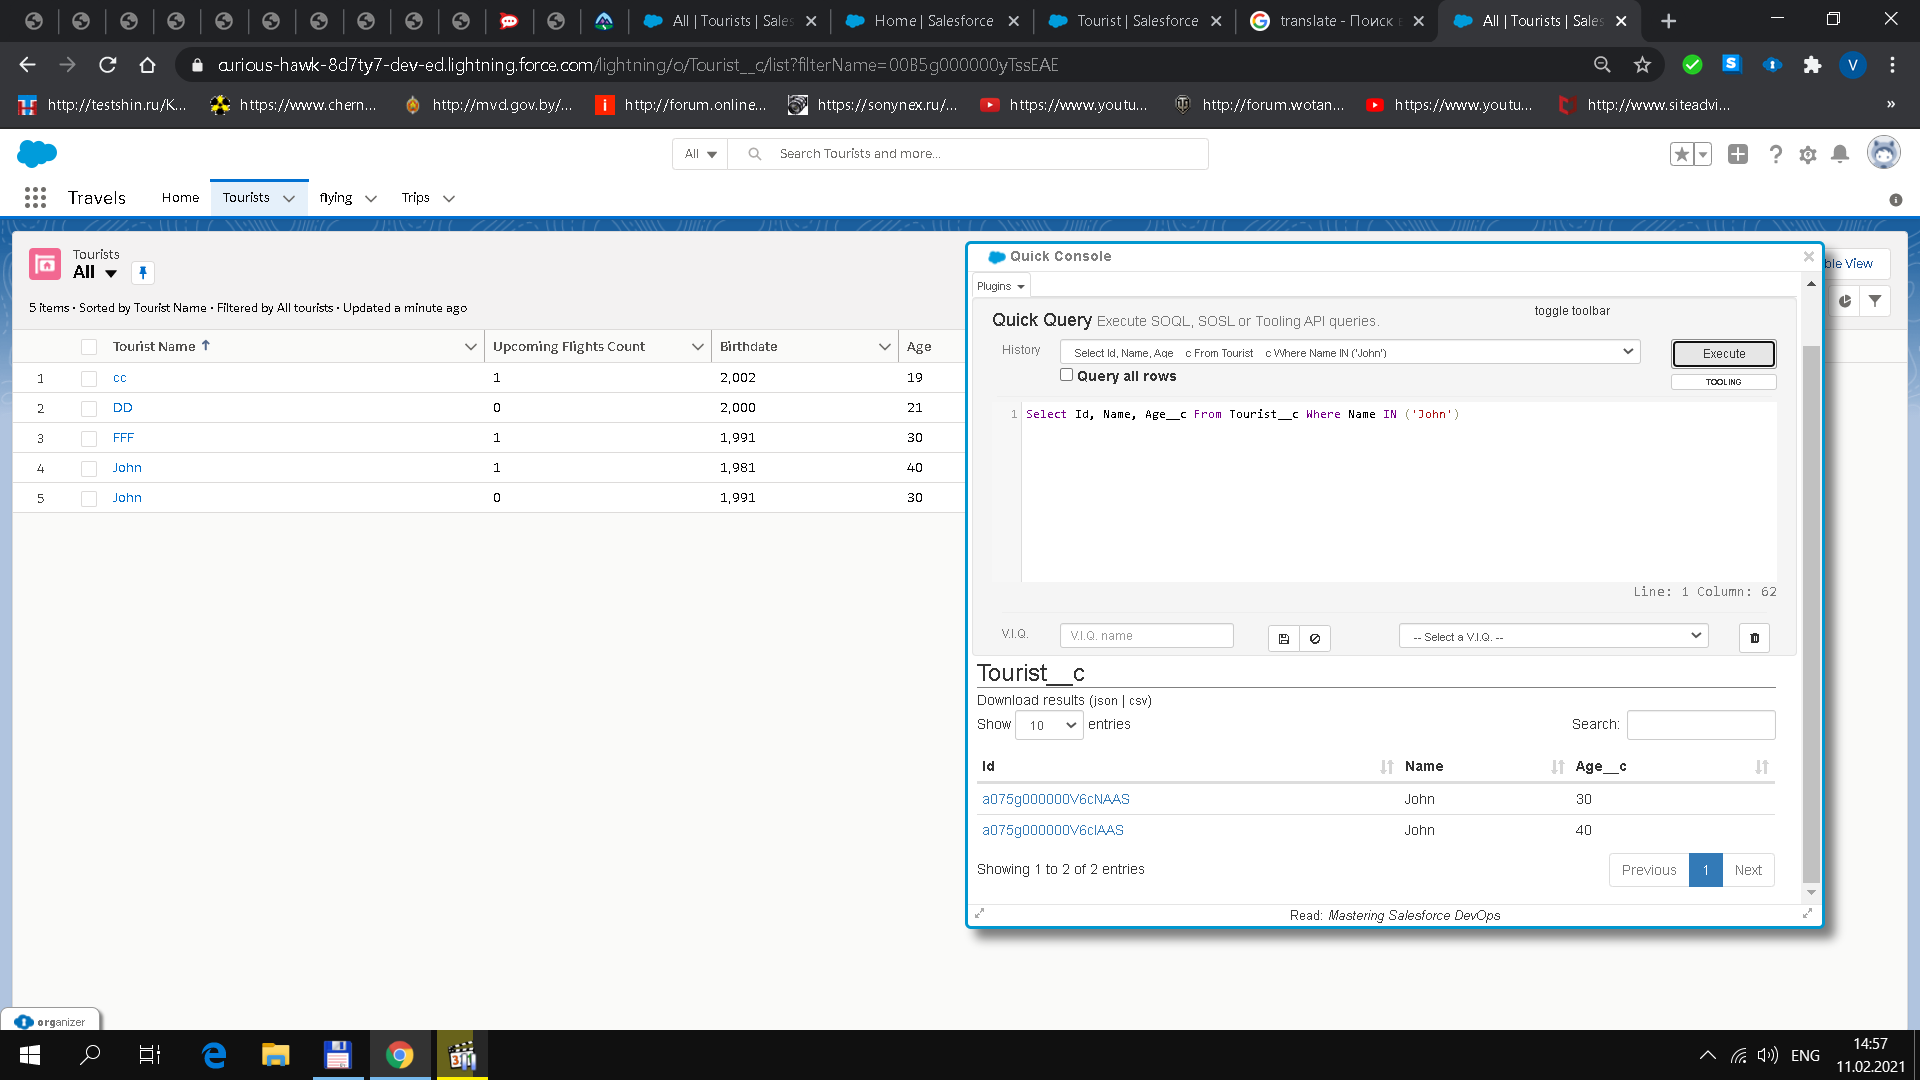 All | Tourists | Sales
Home | Salesforce
Tourist | Salesforce
translate - Поиск в
All | Tourists | Sales
curious-hawk-8d7ty7-dev-ed.lightning.force.com/lightning/o/Tourist__c/list?filterName=00B5g000000yTssEAE
V
http://testshin.ru/K...
https://www.chern...
http://mvd.gov.by/...
http://forum.online...
https://sonynex.ru/...
https://www.youtu...
http://forum.wotan...
https://www.youtu...
http://www.siteadvi...
»
All
Search Tourists and more...
Travels
Home
Tourists
flying
Trips
Tourists
All
5 items • Sorted by Tourist Name • Filtered by All tourists • Updated a minute ago
Tourist Name Upcoming Flights Count Birthdate Age
1 cc 1 2,002 19
2 DD 0 2,000 21
3 FFF 1 1,991 30
4 John 1 1,981 40
5 John 0 1,991 30
ble View
Quick Console
Plugins
toggle toolbar
Quick Query Execute SOQL, SOSL or Tooling API queries.
History
Select Id, Name, Age__c From Tourist__c Where Name IN ('John')
Execute
Query all rows
TOOLING
1 Select Id, Name, Age__c From Tourist__c Where Name IN ('John')
Line: 1 Column: 62
V.I.Q.
V.I.Q. name
-- Select a V.I.Q. --
Tourist__c
Download results (json | csv)
Show 10 entries
Search:
Id Name Age__c
a075g000000V6cNAAS John 30
a075g000000V6cIAAS John 40
Showing 1 to 2 of 2 entries
Previous 1 Next
Read: Mastering Salesforce DevOps
organizer
ENG
14:57
11.02.2021